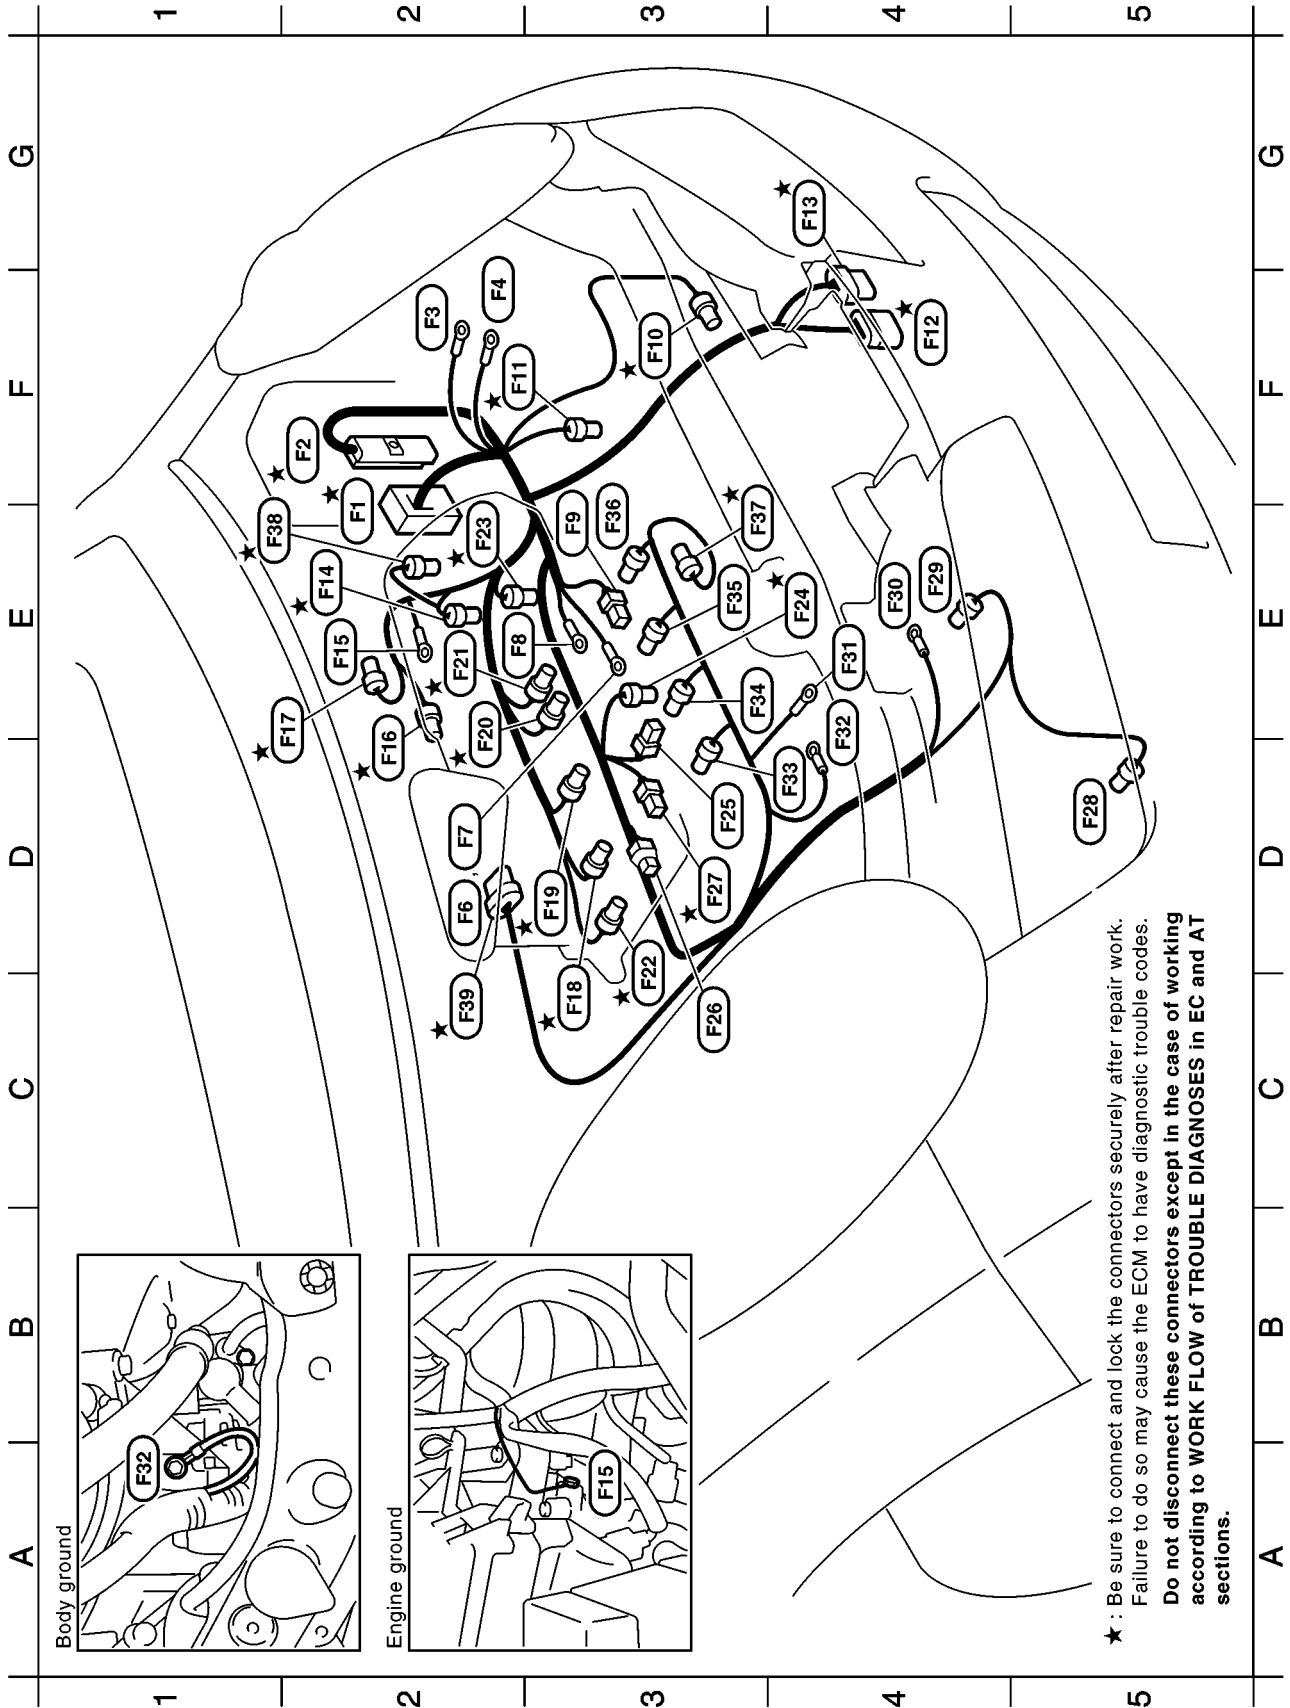 1 2 3 4 5
A B C D E F G
Body ground
F32
Engine ground
F15
F17
F15
F14
F38
F1
F2
F16
F20
F21
F8
F23
F9
F36
F11
F3
F4
F39
F6
F7
F18
F19
F22
F26
F27
F25
F33
F34
F35
F24
F37
F10
F13
F12
F32
F31
F30
F29
F28
★ : Be sure to connect and lock the connectors securely after repair work.
Failure to do so may cause the ECM to have diagnostic trouble codes.
Do not disconnect these connectors except in the case of working
according to WORK FLOW of TROUBLE DIAGNOSES in EC and AT
sections.
A B C D E F G
1 2 3 4 5